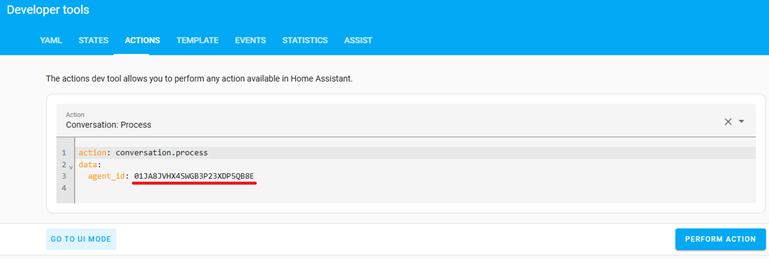 Developer tools
YAML STATES ACTIONS TEMPLATE EVENTS STATISTICS ASSIST
The actions dev tool allows you to perform any action available in Home Assistant.
Action
Conversation: Process
1 action: conversation.process
2 data:
3 agent_id: 01JA8JVHX4SWGB3P23XDP5QB8E
4
GO TO UI MODE PERFORM ACTION